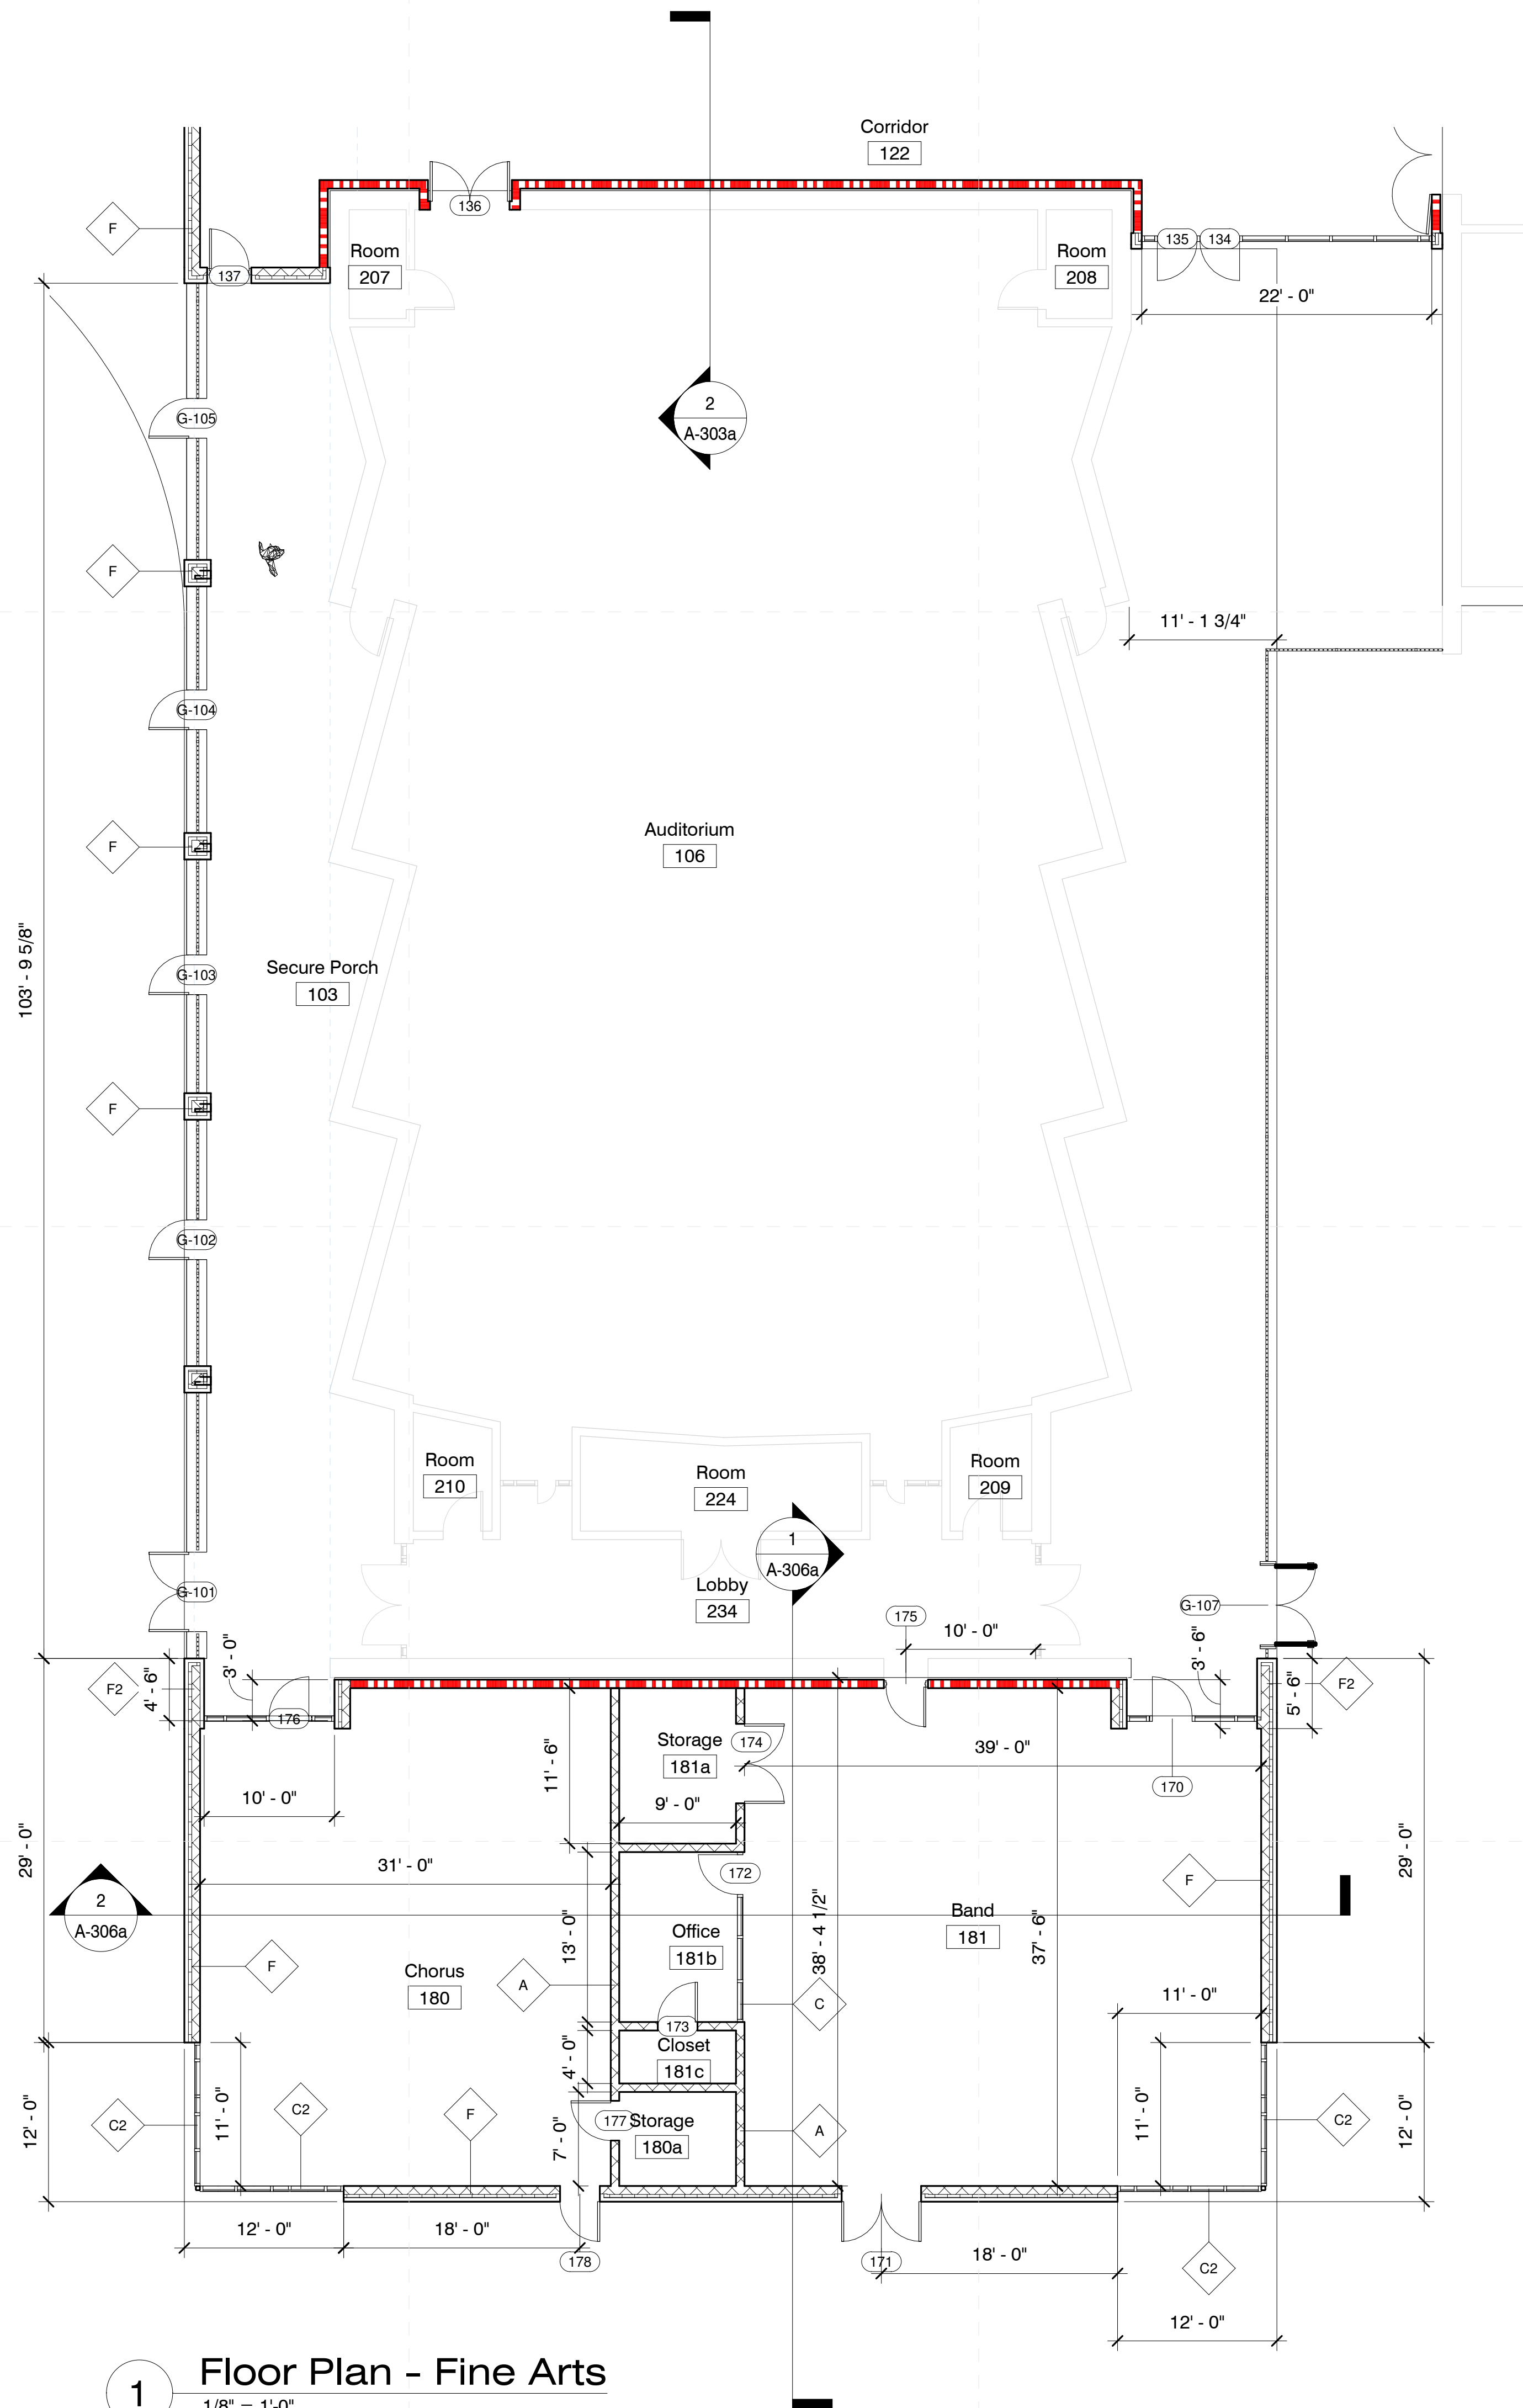 Corridor
122
136
F
137
Room
207
Room
208
135
134
22' - 0"
G-105
2
A-303a
F
11' - 1 3/4"
G-104
Auditorium
106
F
103' - 9 5/8"
Secure Porch
103
G-103
F
G-102
Room
210
Room
224
Room
209
1
A-306a
Lobby
234
G-101
175
10' - 0"
G-107
F2
4' - 6"
3' - 0"
176
3' - 6"
5' - 6"
F2
Storage
181a
174
11' - 6"
39' - 0"
170
10' - 0"
9' - 0"
29' - 0"
31' - 0"
172
F
29' - 0"
2
A-306a
13' - 0"
Office
181b
38' - 4 1/2"
Band
181
37' - 6"
F
Chorus
180
A
C
11' - 0"
173
Closet
181c
4' - 0"
12' - 0"
C2
11' - 0"
C2
F
177
Storage
180a
7' - 0"
A
11' - 0"
C2
12' - 0"
12' - 0"
18' - 0"
178
171
18' - 0"
C2
12' - 0"
1
Floor Plan - Fine Arts
1/8" = 1'-0"